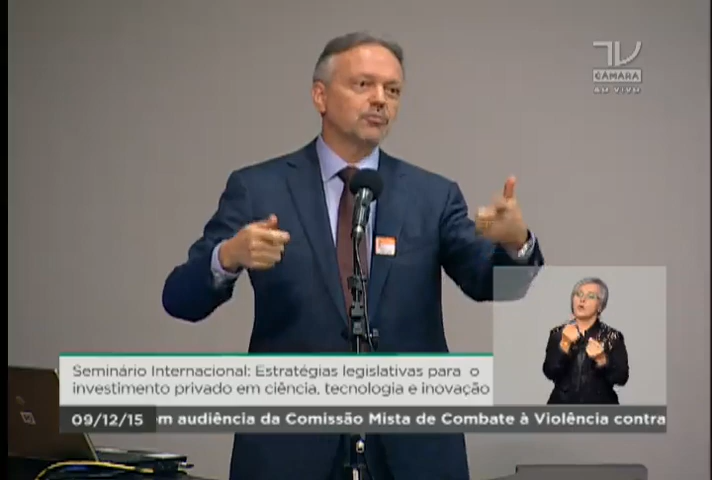 TV
CÂMARA
AO VIVO
Seminário Internacional: Estratégias legislativas para o
investimento privado em ciência, tecnologia e inovação
09/12/15 m audiência da Comissão Mista de Combate à Violência contra